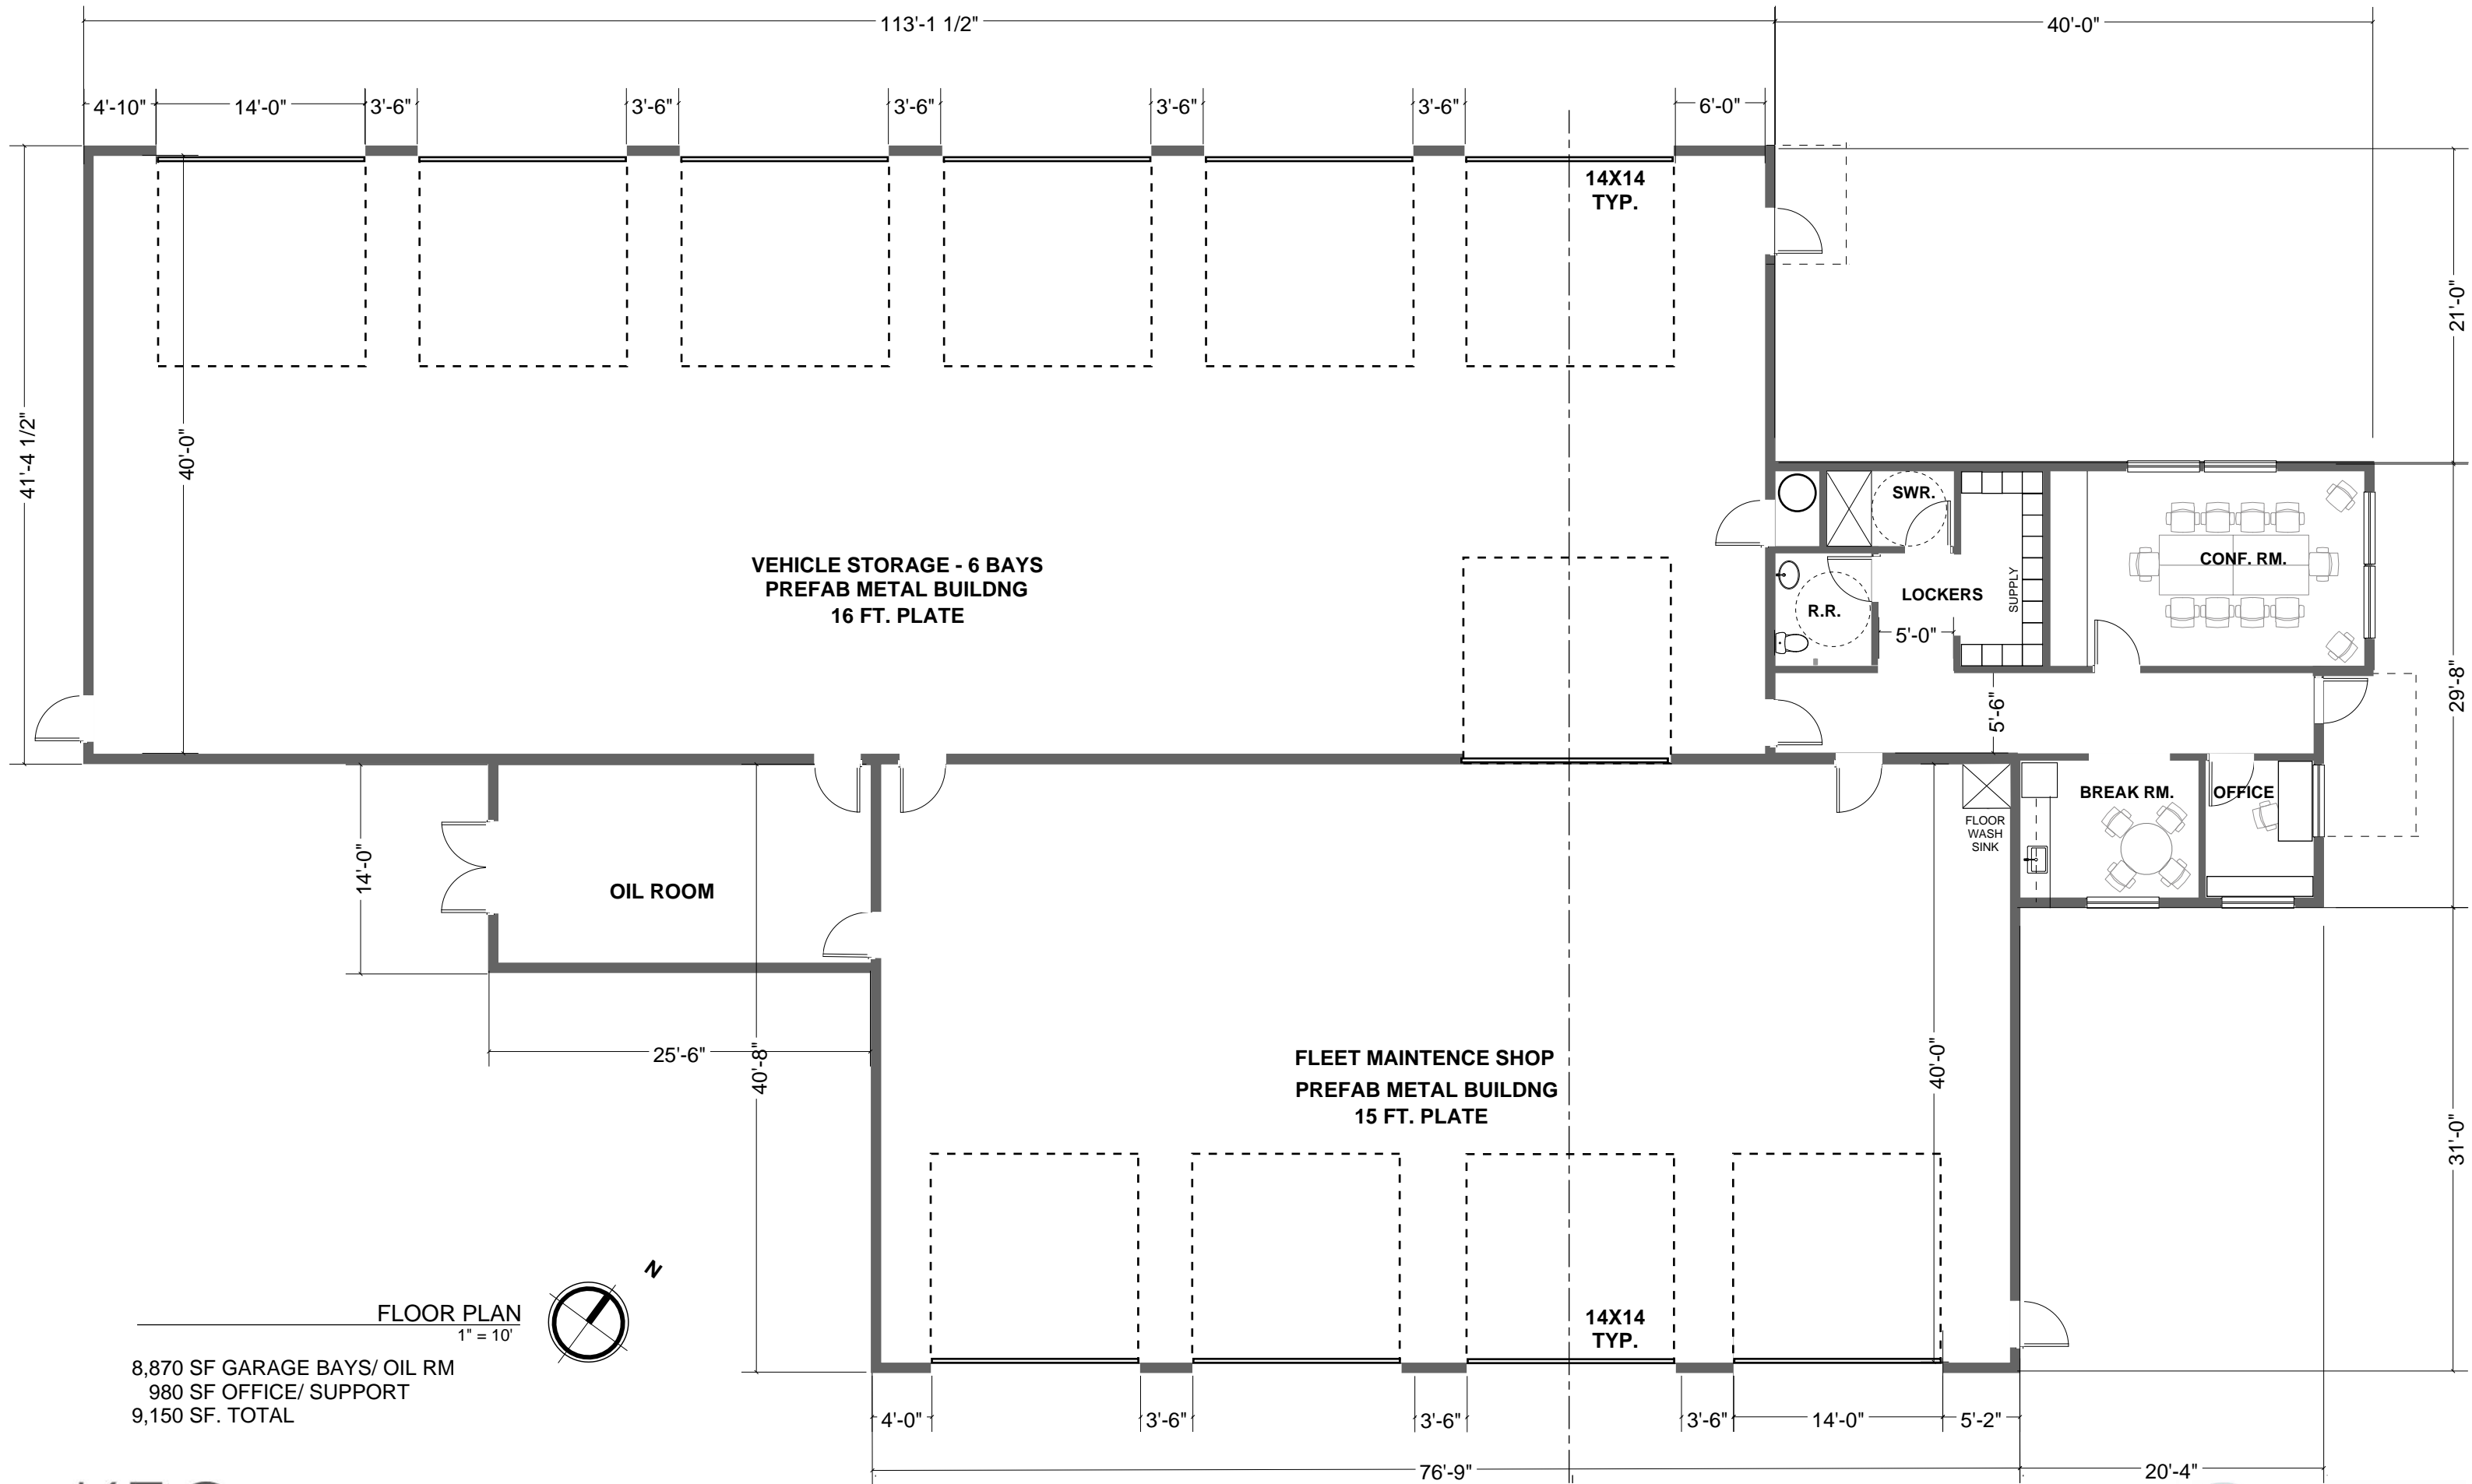 113'-1 1/2"
40'-0"
4'-10"
14'-0"
3'-6"
3'-6"
3'-6"
3'-6"
3'-6"
6'-0"
14X14
TYP.
41'-4 1/2"
40'-0"
21'-0"
VEHICLE STORAGE - 6 BAYS
PREFAB METAL BUILDNG
16 FT. PLATE
SWR.
R.R.
LOCKERS
SUPPLY
5'-0"
CONF. RM.
5'-6"
29'-8"
BREAK RM.
OFFICE
FLOOR
WASH
SINK
14'-0"
OIL ROOM
25'-6"
40'-8"
FLEET MAINTENCE SHOP
PREFAB METAL BUILDNG
15 FT. PLATE
40'-0"
31'-0"
14X14
TYP.
N
FLOOR PLAN
1" = 10'
8,870 SF GARAGE BAYS/ OIL RM
980 SF OFFICE/ SUPPORT
9,150 SF. TOTAL
4'-0"
3'-6"
3'-6"
3'-6"
14'-0"
5'-2"
76'-9"
20'-4"